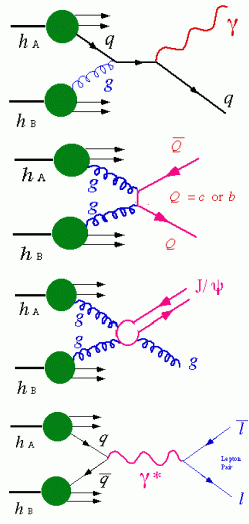 h A
q
γ
g
q
h B
h A
g
Q̅
g
Q = c or b
h B
Q
h A
g
J/ψ
g
h B
g
h A
q
l̅
γ*
Lepton
Pair
q̅
h B
l